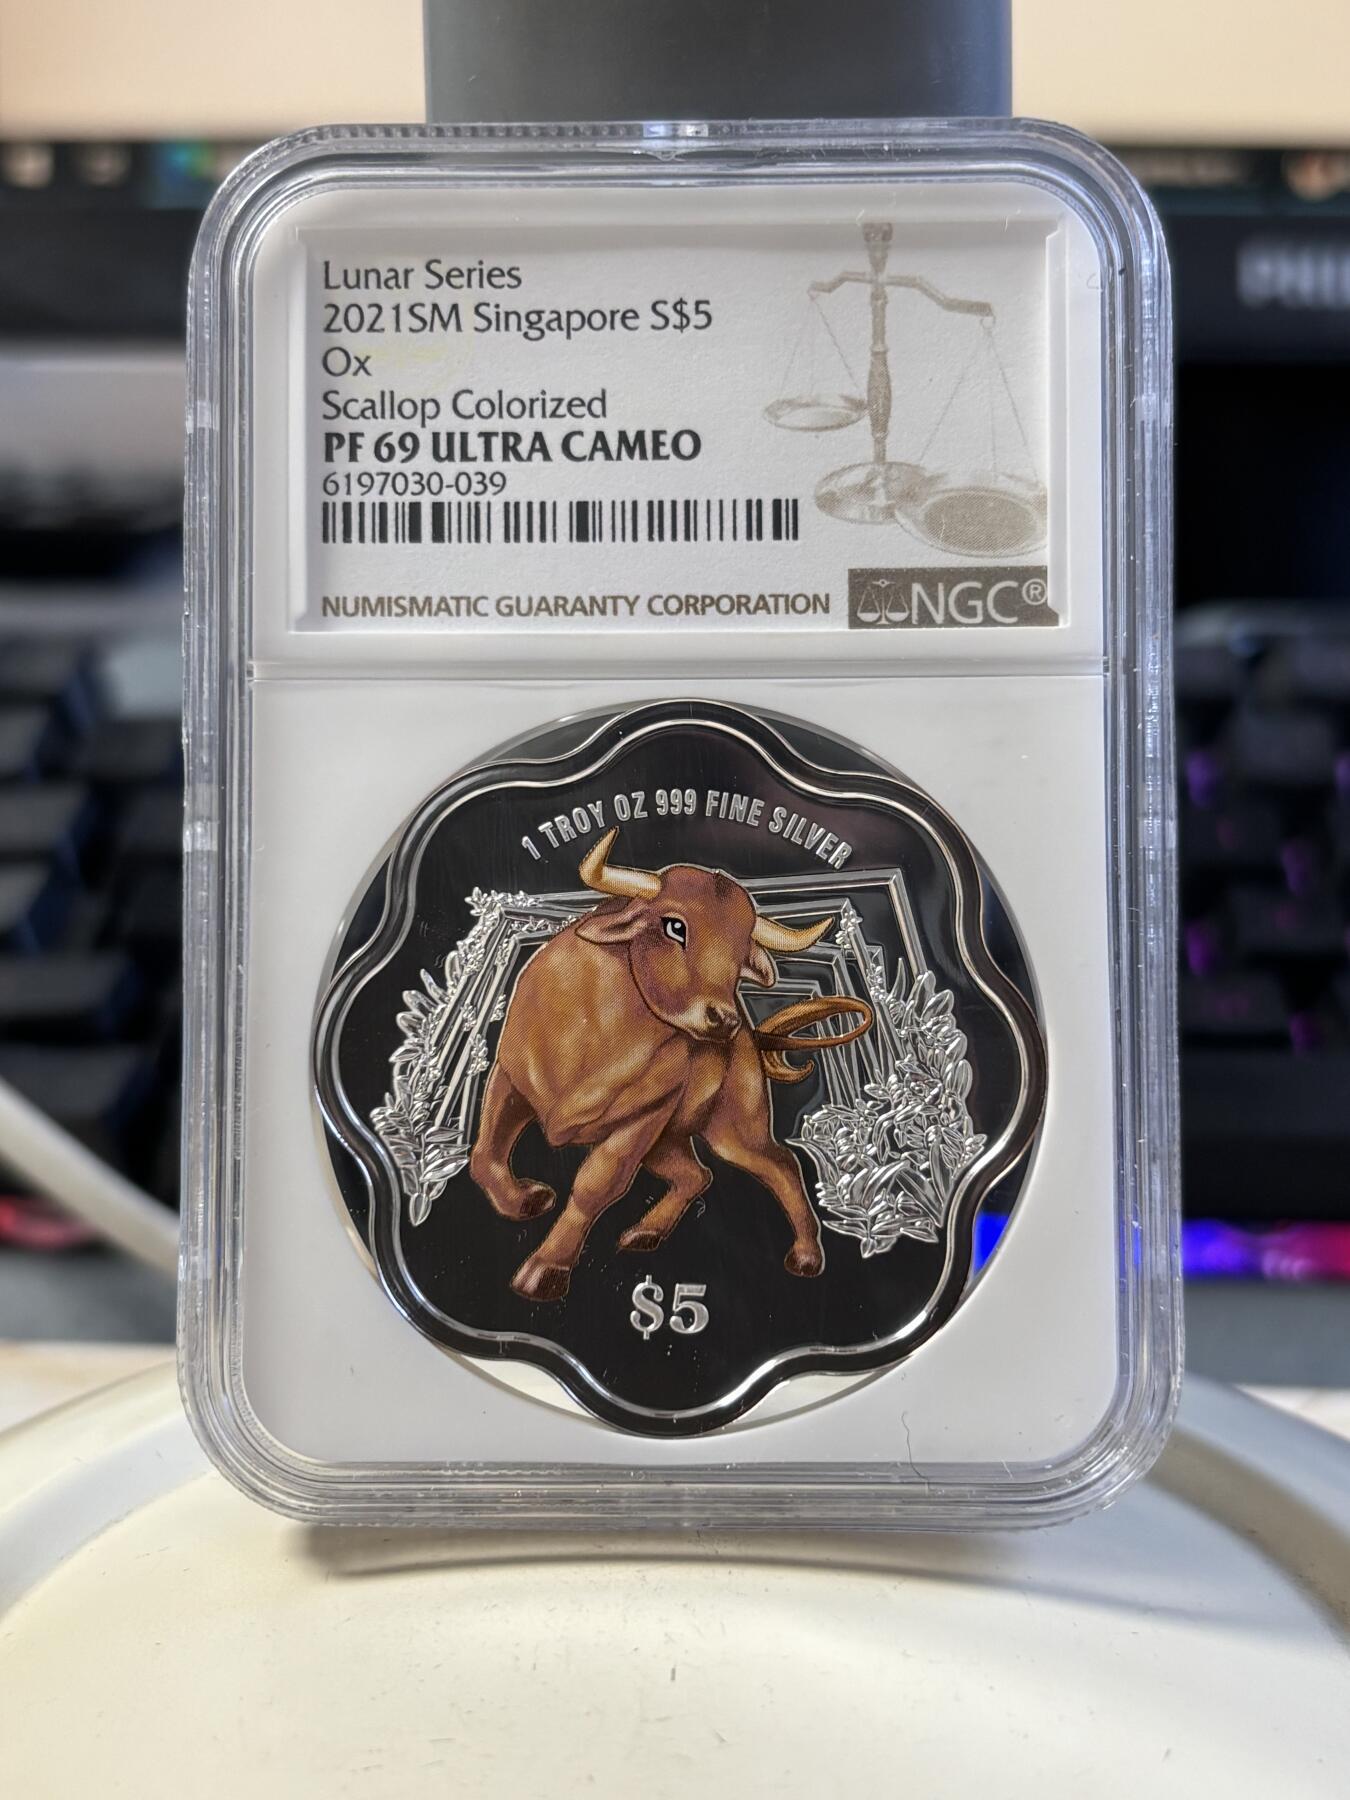 Lunar Series
2021SM Singapore S$5
Ox
Scallop Colorized
PF 69 ULTRA CAMEO
6197030-039
NUMISMATIC GUARANTY CORPORATION
NGC®
1 TROY OZ 999 FINE SILVER
$5